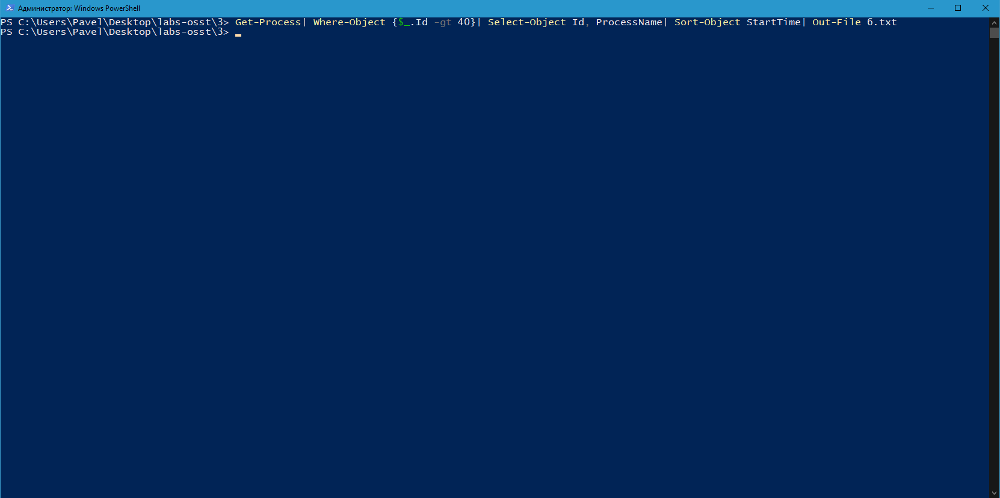 Администратор: Windows PowerShell
PS C:\Users\Pavel\Desktop\labs-osst\3> Get-Process| Where-Object {$_.Id -gt 40}| Select-Object Id, ProcessName| Sort-Object StartTime| Out-File 6.txt
PS C:\Users\Pavel\Desktop\labs-osst\3>